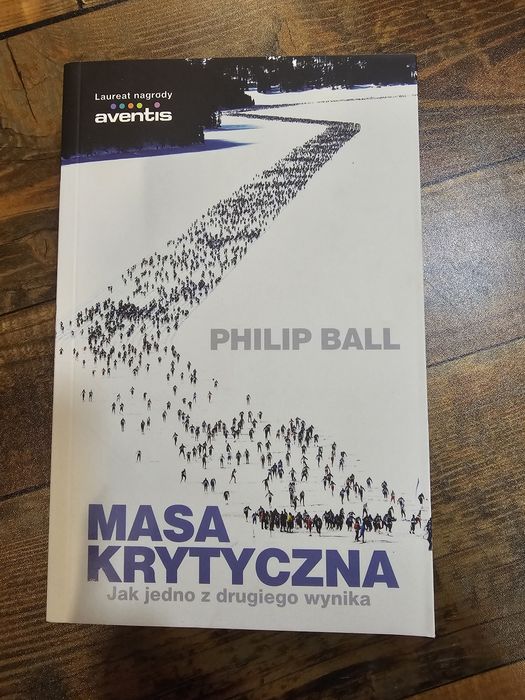 Laureat nagrody
aventis
PHILIP BALL
MASA
KRYTYCZNA
Jak jedno z drugiego wynika